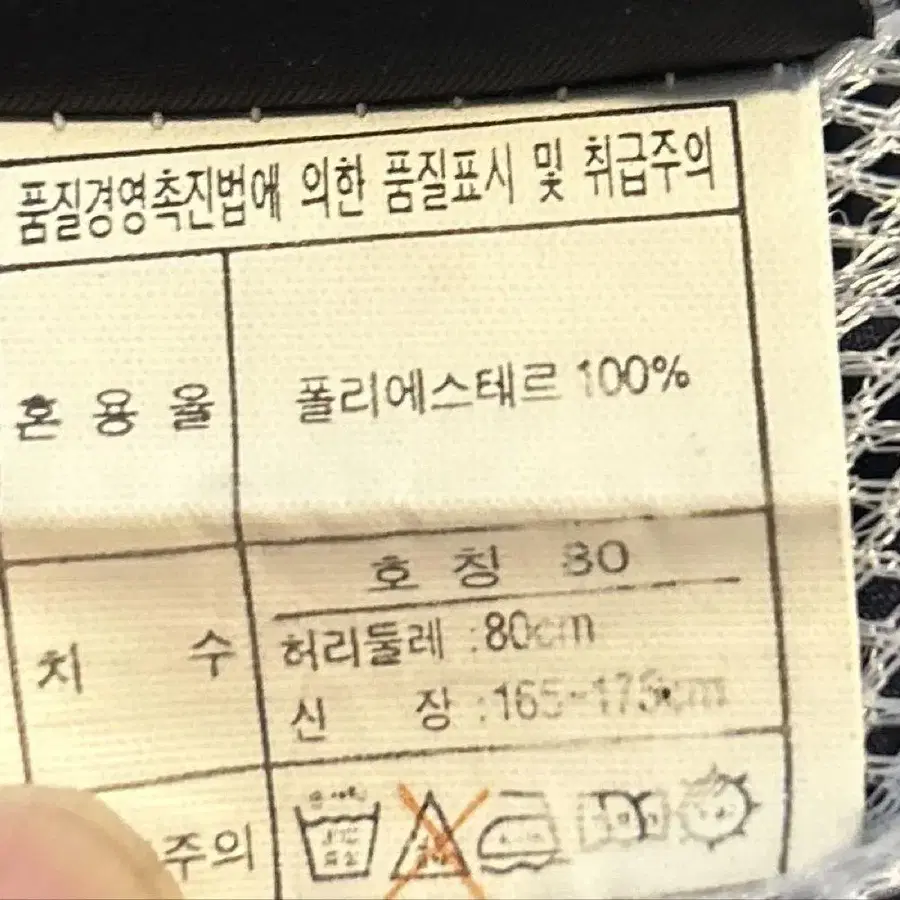 품질경영촉진법에 의한 품질표시 및 취급주의
혼 용 율
폴리에스테르 100%
치 수
호 칭 80
허리둘레 :80cm
신 장 :165~175cm
주의